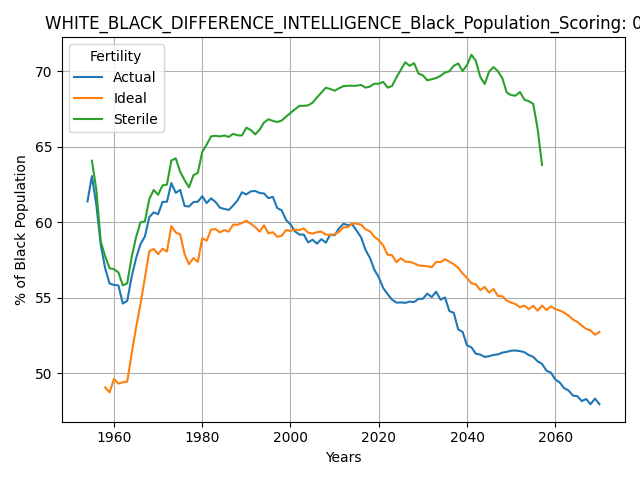 WHITE_BLACK_DIFFERENCE_INTELLIGENCE_Black_Population_Scoring: 0
Fertility
Actual
Ideal
Sterile
% of Black Population
70
65
60
55
50
1960
1980
2000
2020
2040
2060
Years